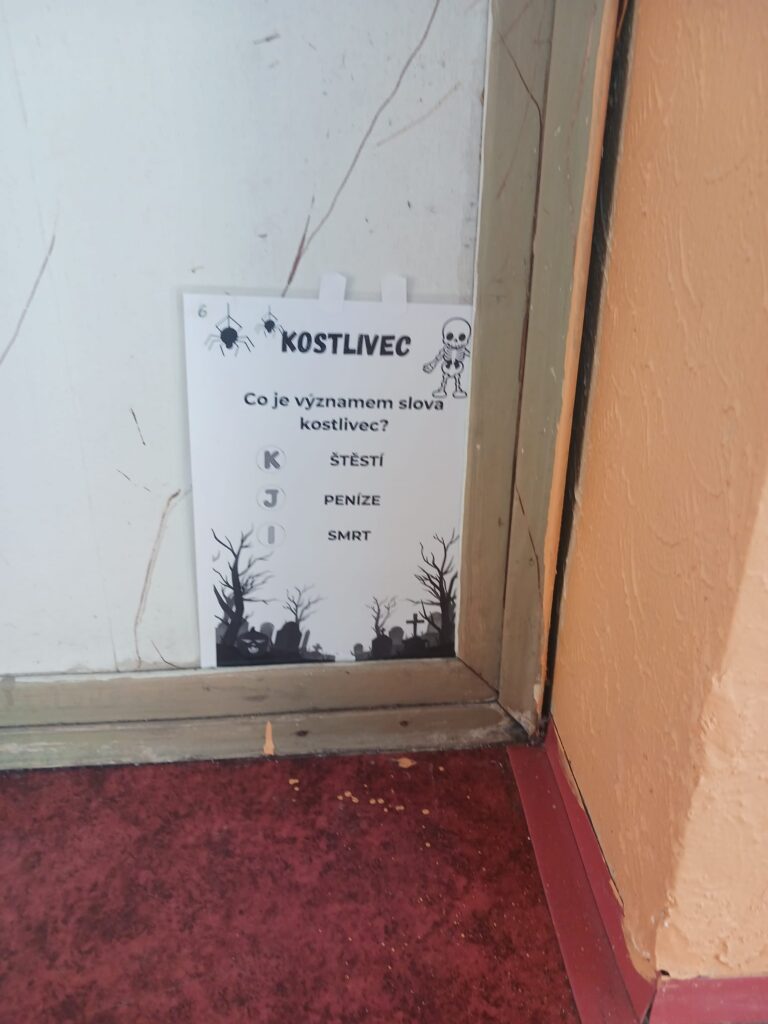 6
KOSTLIVEC
Co je významem slova
kostlivec?
K ŠTĚSTÍ
J PENÍZE
I SMRT